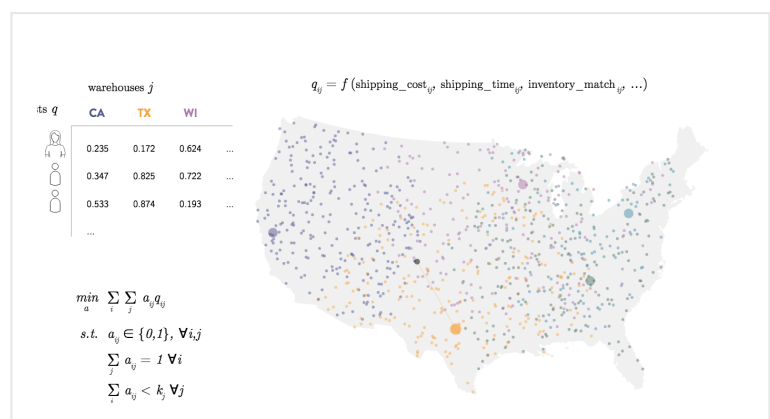 warehouses j
q_ij = f (shipping_cost_ij, shipping_time_ij, inventory_match_ij, …)
ts q
CA TX WI
0.235 0.172 0.624 ...
0.347 0.825 0.722 ...
0.533 0.874 0.193 ...
...
min_a ∑_i ∑_j a_ij q_ij
s.t. a_ij ∈ {0,1}, ∀i,j
∑_j a_ij = 1 ∀i
∑_i a_ij < k_j ∀j